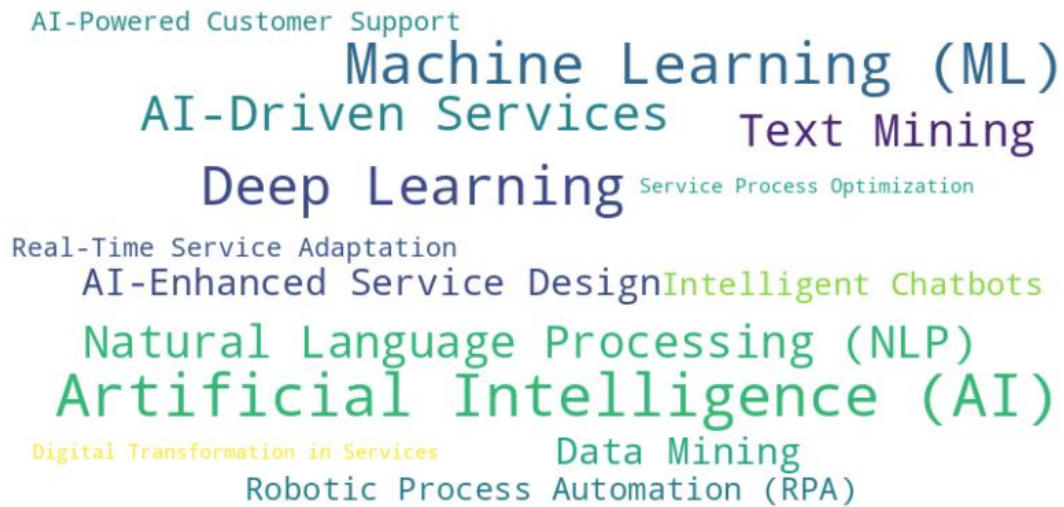 AI-Powered Customer Support
Machine Learning (ML)
AI-Driven Services
Text Mining
Deep Learning
Service Process Optimization
Real-Time Service Adaptation
AI-Enhanced Service Design
Intelligent Chatbots
Natural Language Processing (NLP)
Artificial Intelligence (AI)
Digital Transformation in Services
Data Mining
Robotic Process Automation (RPA)